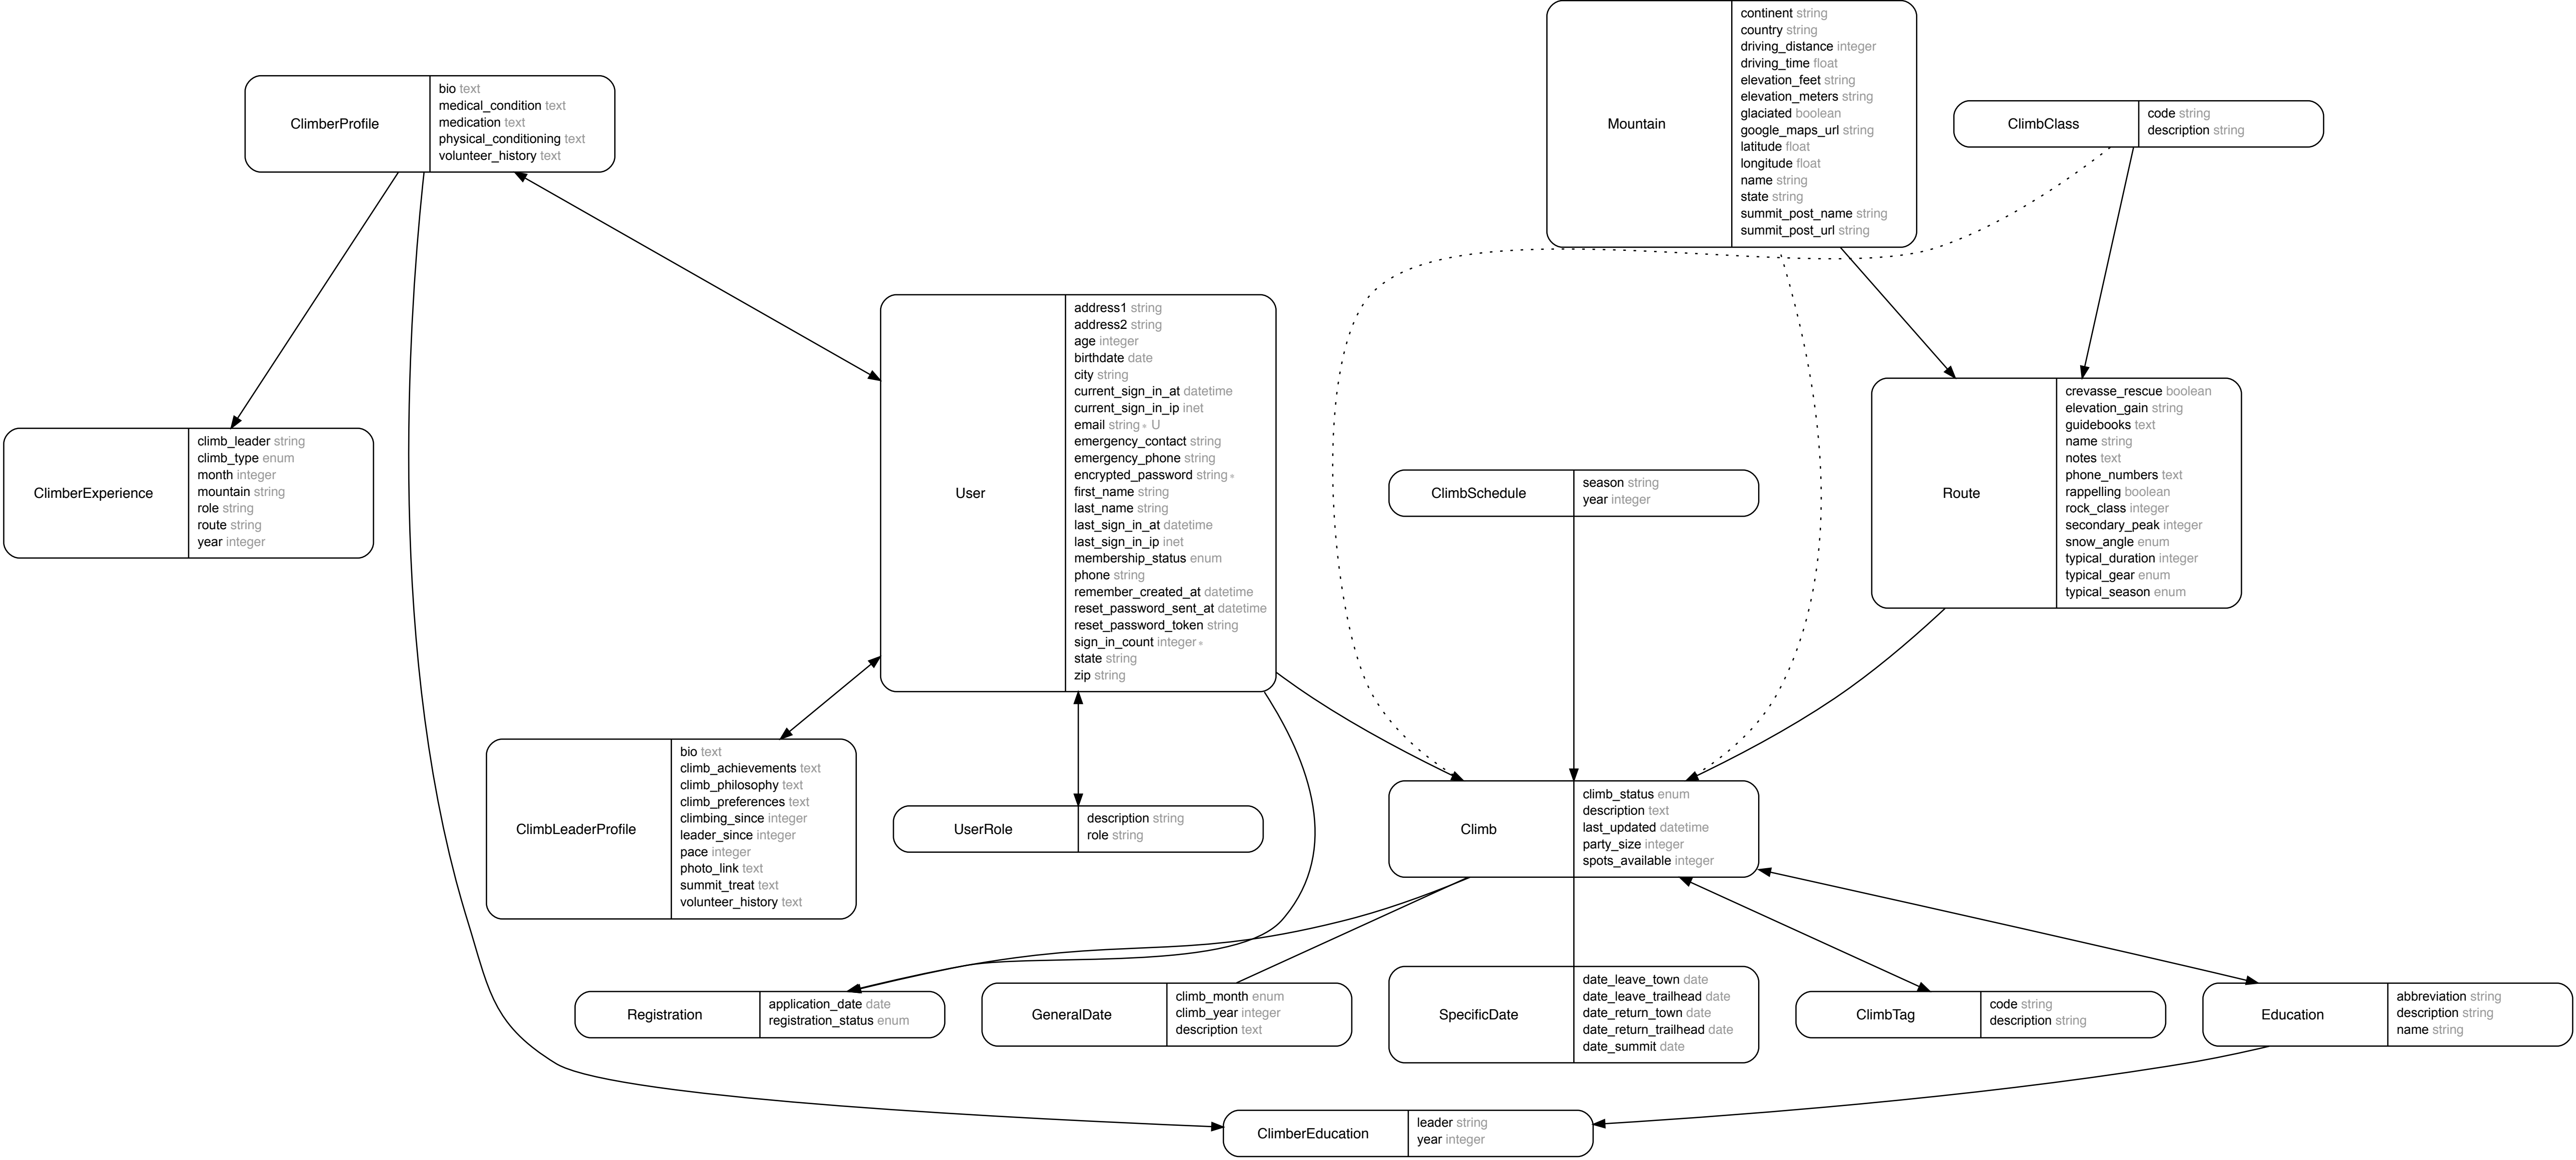 Mountain
continent string
country string
driving_distance integer
driving_time float
elevation_feet string
elevation_meters string
glaciated boolean
google_maps_url string
latitude float
longitude float
name string
state string
summit_post_name string
summit_post_url string
ClimberProfile
bio text
medical_condition text
medication text
physical_conditioning text
volunteer_history text
ClimbClass
code string
description string
User
address1 string
address2 string
age integer
birthdate date
city string
current_sign_in_at datetime
current_sign_in_ip inet
email string∗ U
emergency_contact string
emergency_phone string
encrypted_password string∗
first_name string
last_name string
last_sign_in_at datetime
last_sign_in_ip inet
membership_status enum
phone string
remember_created_at datetime
reset_password_sent_at datetime
reset_password_token string
sign_in_count integer∗
state string
zip string
Route
crevasse_rescue boolean
elevation_gain string
guidebooks text
name string
notes text
phone_numbers text
rappelling boolean
rock_class integer
secondary_peak integer
snow_angle enum
typical_duration integer
typical_gear enum
typical_season enum
ClimberExperience
climb_leader string
climb_type enum
month integer
mountain string
role string
route string
year integer
ClimbSchedule
season string
year integer
ClimbLeaderProfile
bio text
climb_achievements text
climb_philosophy text
climb_preferences text
climbing_since integer
leader_since integer
pace integer
photo_link text
summit_treat text
volunteer_history text
UserRole
description string
role string
Climb
climb_status enum
description text
last_updated datetime
party_size integer
spots_available integer
Registration
application_date date
registration_status enum
GeneralDate
climb_month enum
climb_year integer
description text
SpecificDate
date_leave_town date
date_leave_trailhead date
date_return_town date
date_return_trailhead date
date_summit date
ClimbTag
code string
description string
Education
abbreviation string
description string
name string
ClimberEducation
leader string
year integer